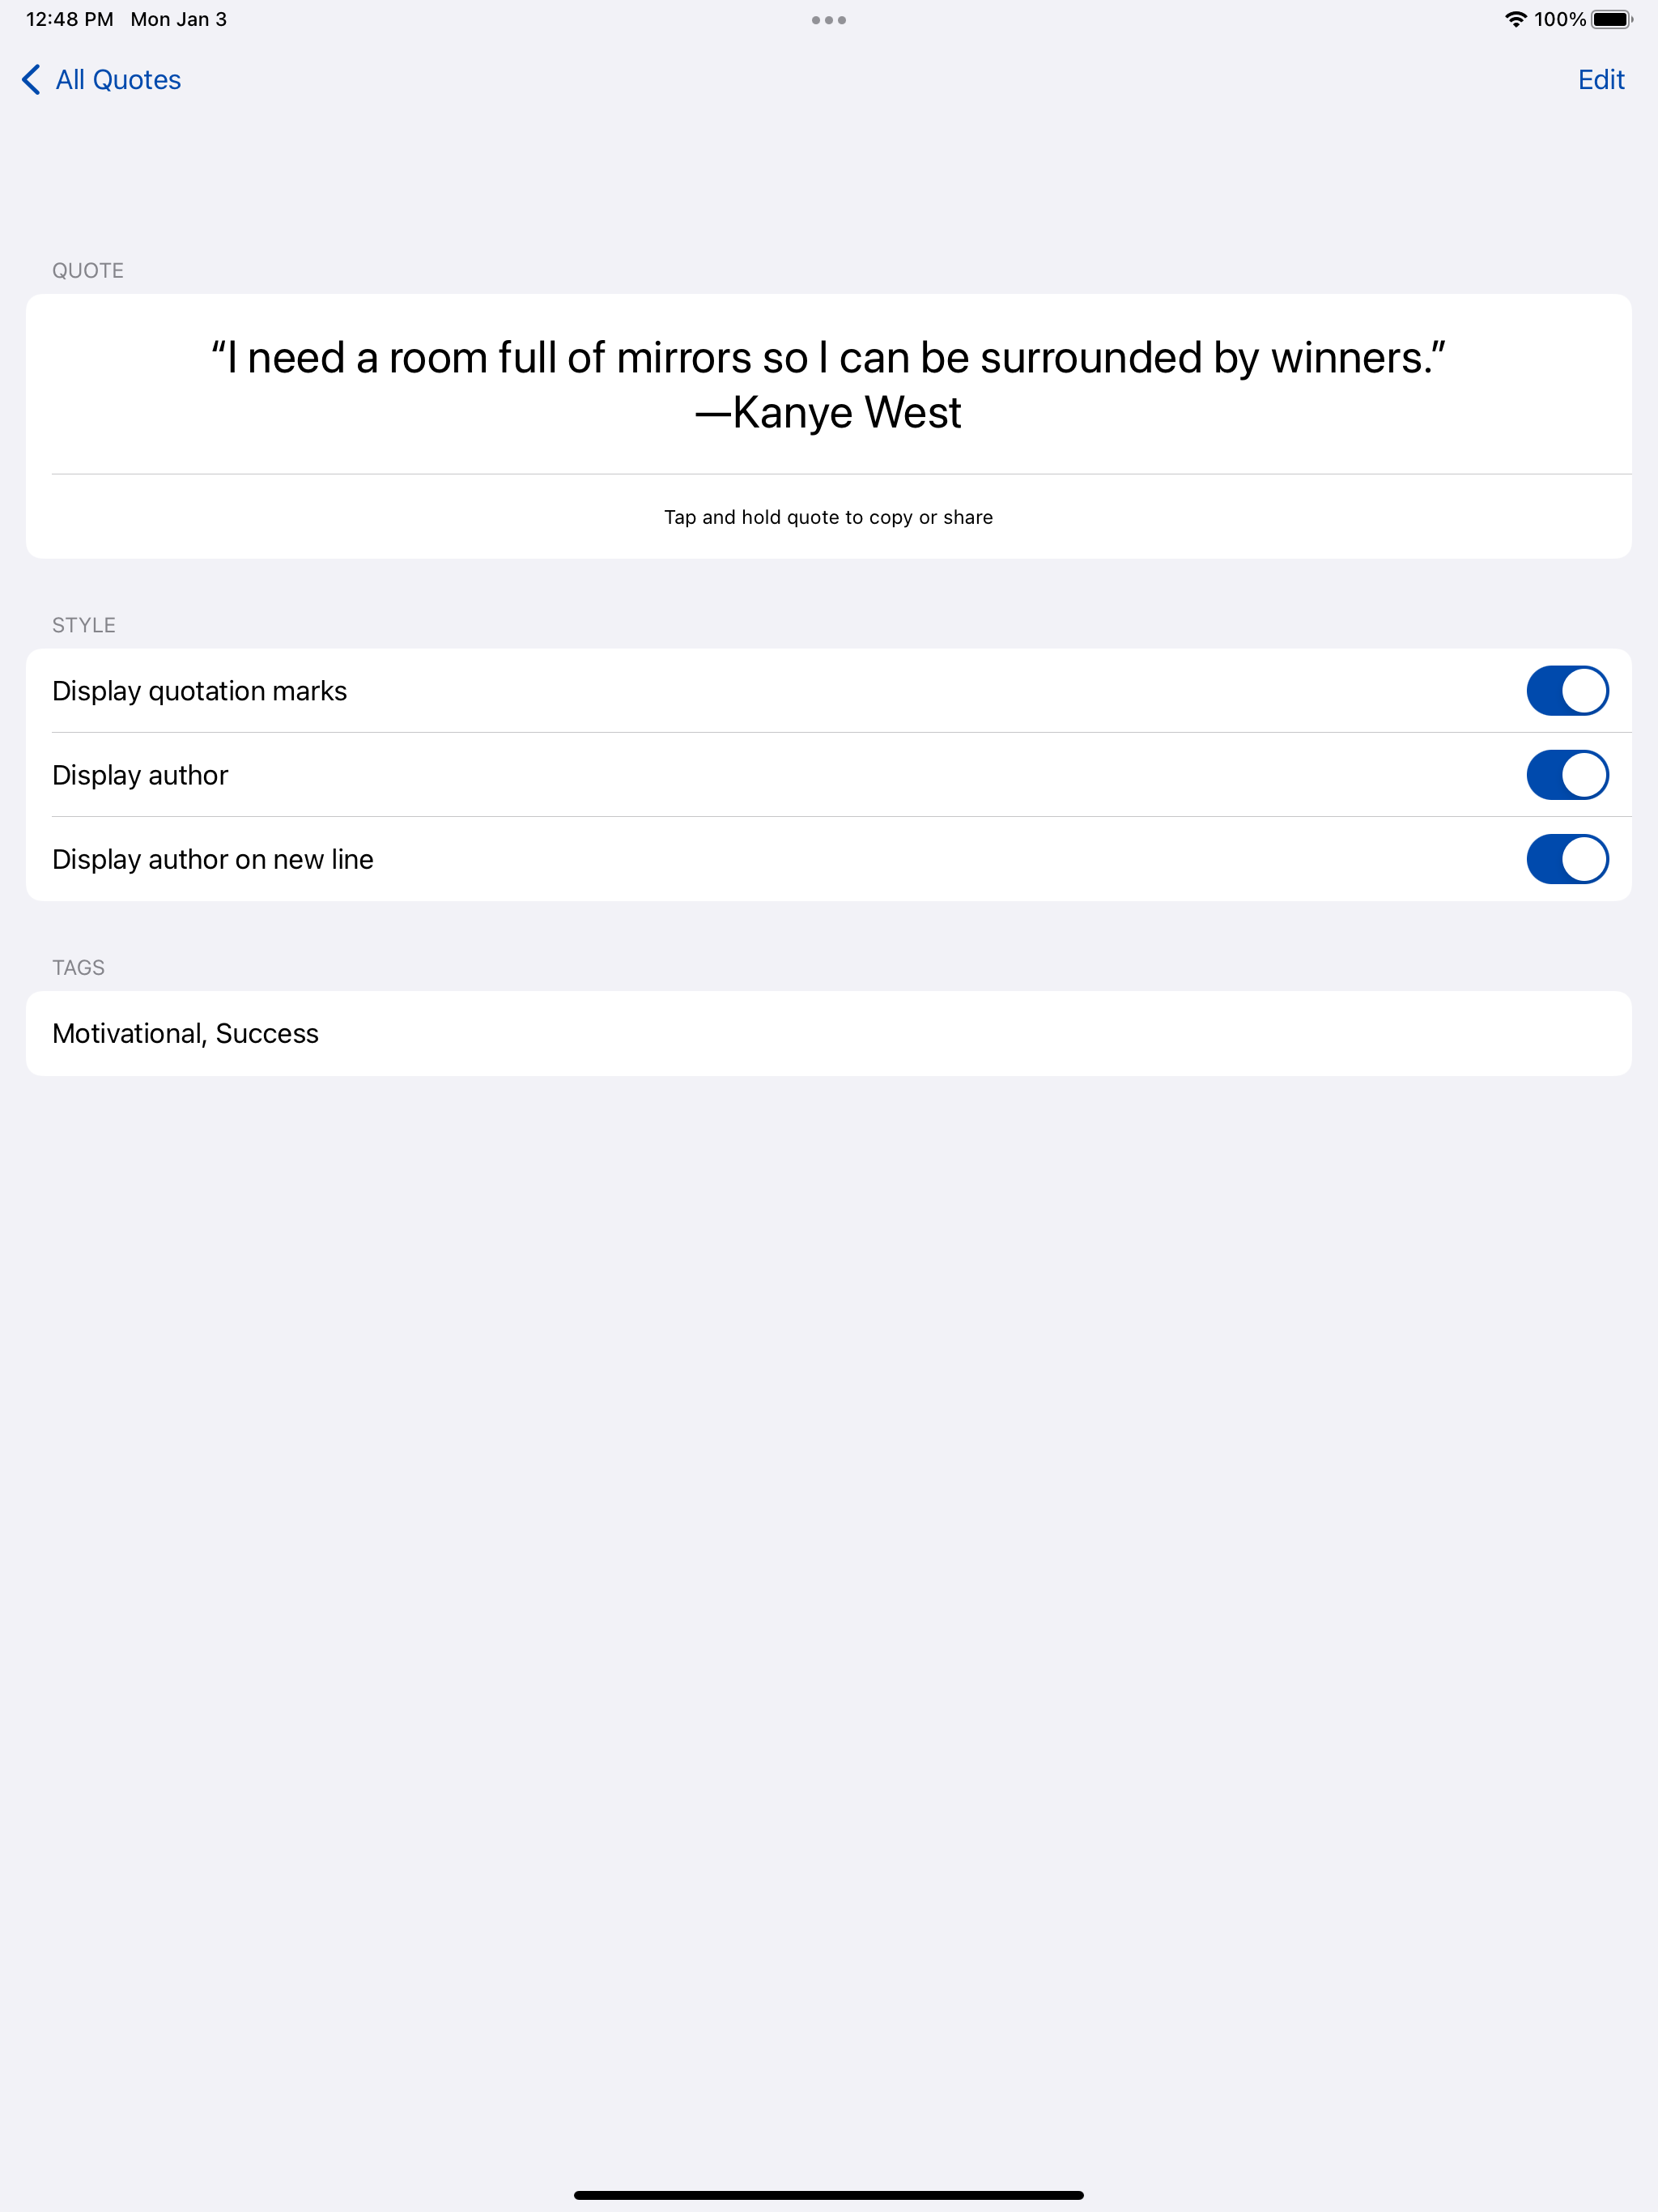 12:48 PM Mon Jan 3 100%
All Quotes Edit
QUOTE
“I need a room full of mirrors so I can be surrounded by winners.”
—Kanye West
Tap and hold quote to copy or share
STYLE
Display quotation marks
Display author
Display author on new line
TAGS
Motivational, Success